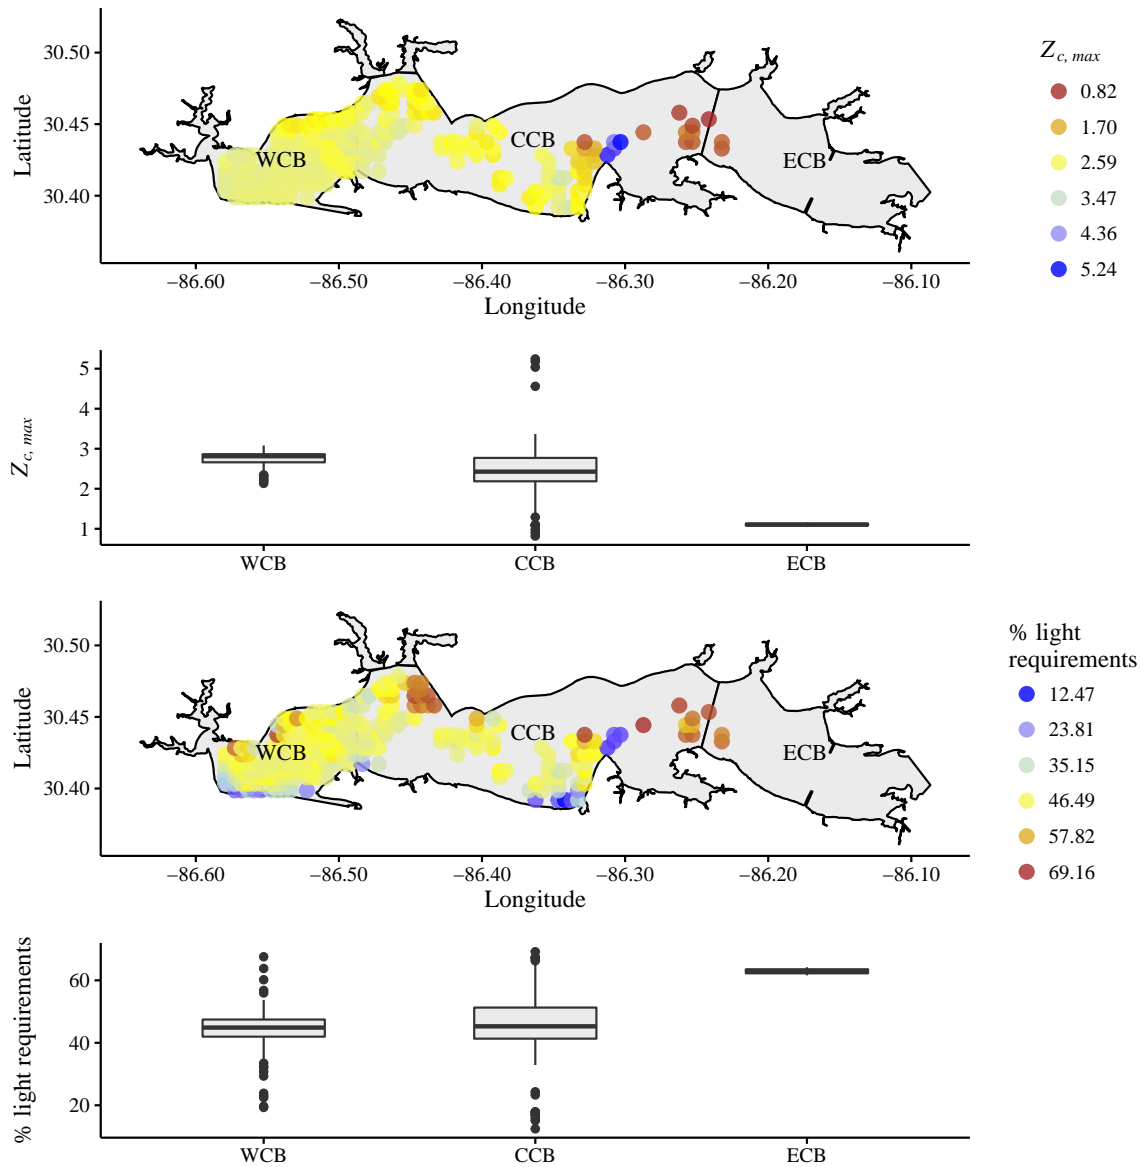 30.50
30.45
30.40
Latitude
WCB
CCB
ECB
−86.60
−86.50
−86.40
−86.30
−86.20
−86.10
Longitude
Z c, max
0.82
1.70
2.59
3.47
4.36
5.24
5
4
3
2
1
Z c, max
WCB
CCB
ECB
30.50
30.45
30.40
Latitude
WCB
CCB
ECB
−86.60
−86.50
−86.40
−86.30
−86.20
−86.10
Longitude
% light
requirements
12.47
23.81
35.15
46.49
57.82
69.16
60
40
20
% light requirements
WCB
CCB
ECB